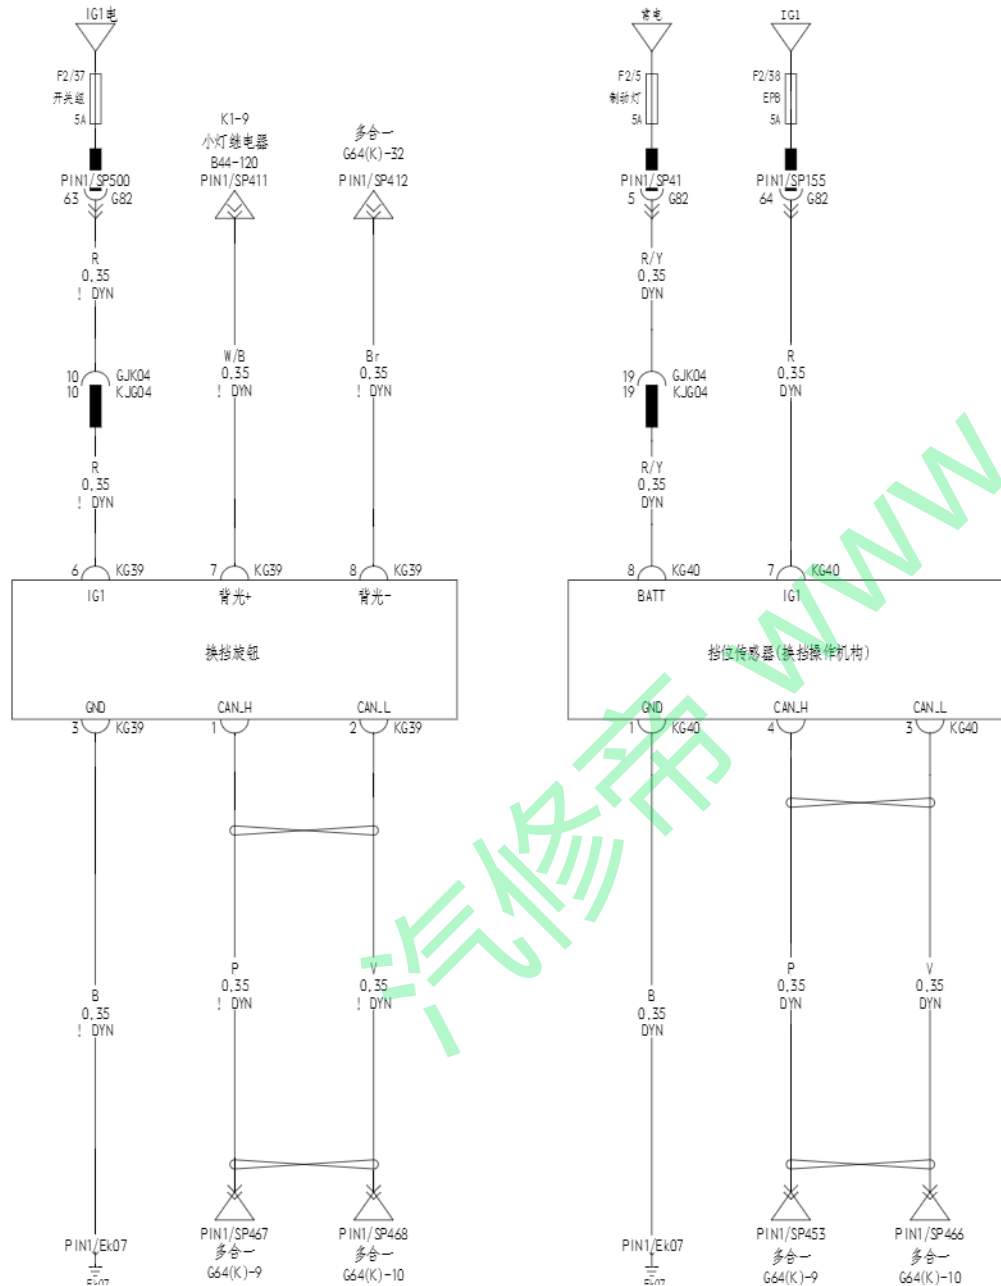 IG1电
F2/37
开关组
5A
PIN1/SP500
63 G82
R
0.35
! DYN
10 GJK04
10 KJG04
R
0.35
! DYN
6 KG39
IG1
K1-9
小灯继电器
B44-120
PIN1/SP411
W/B
0.35
! DYN
7 KG39
背光+
多合一
G64(K)-32
PIN1/SP412
Br
0.35
! DYN
8 KG39
背光-
换挡旋钮
GND
3 KG39
B
0.35
! DYN
PIN1/Ek07
Ek07
CAN_H
1
P
0.35
! DYN
PIN1/SP467
多合一
G64(K)-9
CAN_L
2 KG39
V
0.35
! DYN
PIN1/SP468
多合一
G64(K)-10
常电
F2/5
制动灯
5A
PIN1/SP41
5 G82
R/Y
0.35
DYN
19 GJK04
19 KJG04
R/Y
0.35
DYN
8 KG40
BATT
IG1
F2/38
EPB
5A
PIN1/SP155
64 G82
R
0.35
DYN
7 KG40
IG1
挡位传感器(换挡操作机构)
GND
1 KG40
B
0.35
DYN
PIN1/Ek07
Ek07
CAN_H
4
P
0.35
DYN
PIN1/SP453
多合一
G64(K)-9
CAN_L
3 KG40
V
0.35
DYN
PIN1/SP466
多合一
G64(K)-10
汽修帝 www